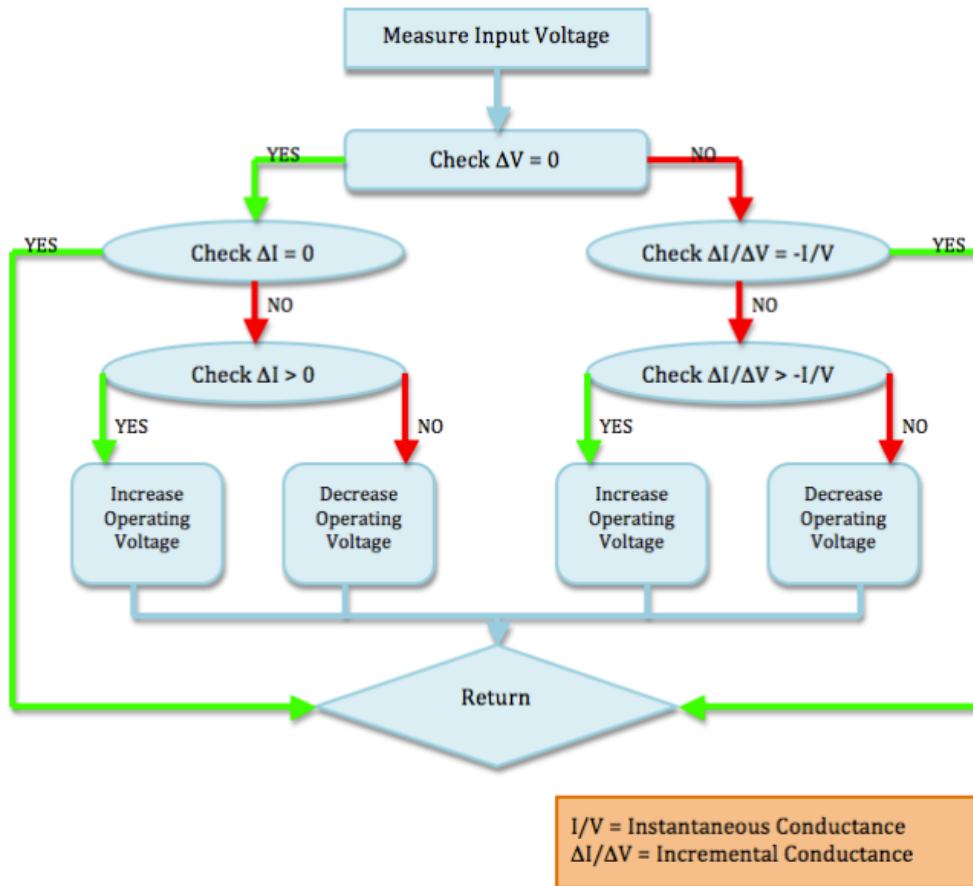 Measure Input Voltage
Check ΔV = 0
YES
NO
Check ΔI = 0
YES
NO
Check ΔI > 0
YES
NO
Increase
Operating
Voltage
Decrease
Operating
Voltage
Check ΔI/ΔV = -I/V
YES
NO
Check ΔI/ΔV > -I/V
YES
NO
Increase
Operating
Voltage
Decrease
Operating
Voltage
Return
I/V = Instantaneous Conductance
ΔI/ΔV = Incremental Conductance